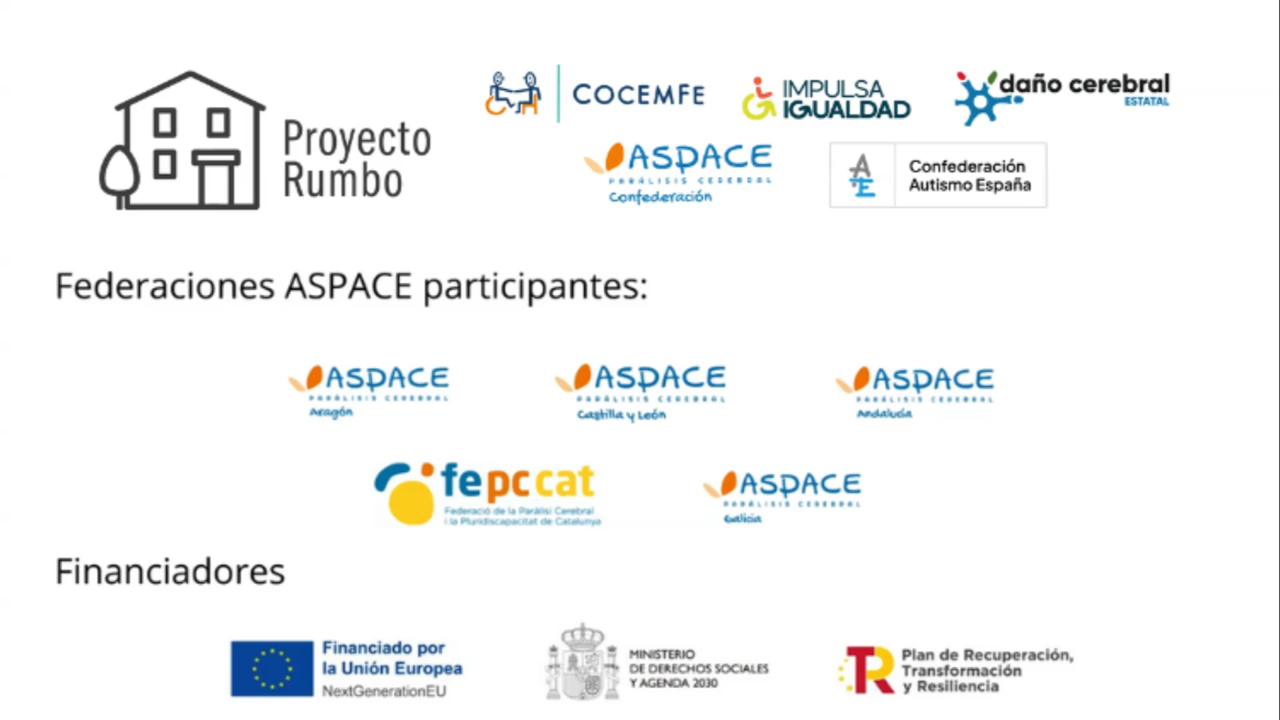 Proyecto
Rumbo
COCEMFE
IMPULSA
IGUALDAD
daño cerebral
ESTATAL
ASPACE
PARÁLISIS CEREBRAL
Confederación
AE
Confederación
Autismo España
Federaciones ASPACE participantes:
ASPACE
PARÁLISIS CEREBRAL
Aragón
ASPACE
PARÁLISIS CEREBRAL
Castilla y León
ASPACE
PARÁLISIS CEREBRAL
Andalucía
fepccat
Federació de la Paràlisi Cerebral
i la Pluridiscapacitat de Catalunya
ASPACE
PARÁLISIS CEREBRAL
Galicia
Financiadores
Financiado por
la Unión Europea
NextGenerationEU
MINISTERIO
DE DERECHOS SOCIALES
Y AGENDA 2030
TR
Plan de Recuperación,
Transformación
y Resiliencia